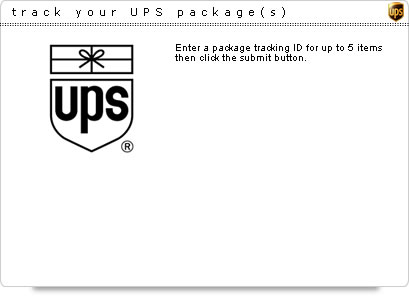 track your UPS package(s)
ups
Enter a package tracking ID for up to 5 items
then click the submit button.
ups
®